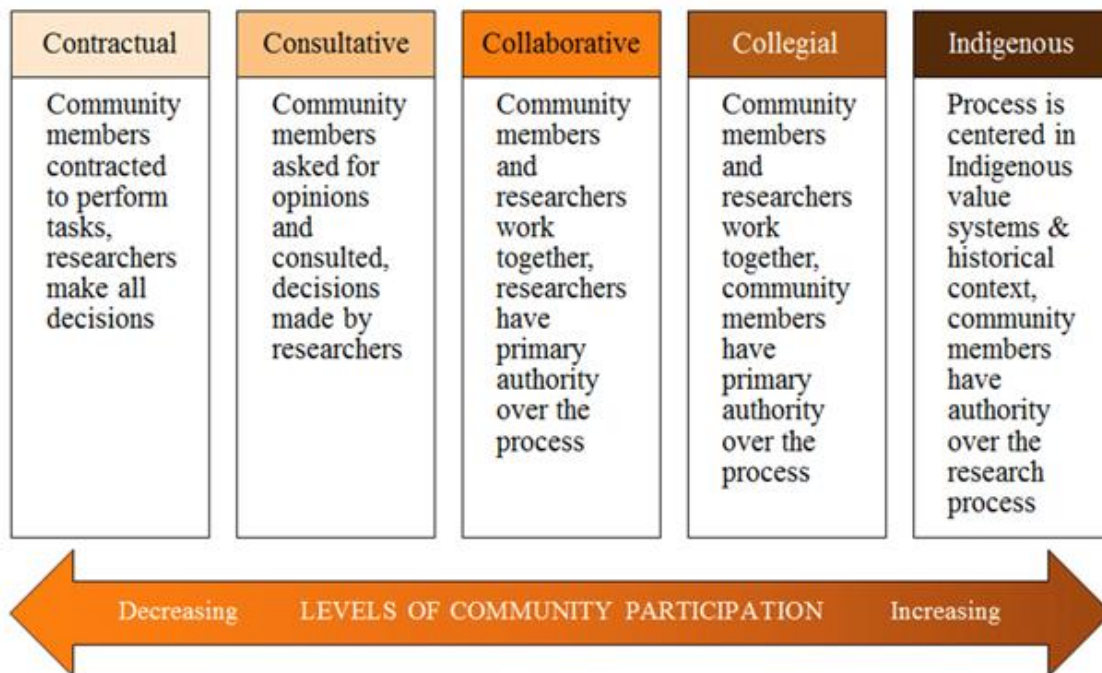 Contractual
Community
members
contracted
to perform
tasks,
researchers
make all
decisions
Consultative
Community
members
asked for
opinions
and
consulted,
decisions
made by
researchers
Collaborative
Community
members
and
researchers
work
together,
researchers
have
primary
authority
over the
process
Collegial
Community
members
and
researchers
work
together,
community
members
have
primary
authority
over the
process
Indigenous
Process is
centered in
Indigenous
value
systems &
historical
context,
community
members
have
authority
over the
research
process
Decreasing LEVELS OF COMMUNITY PARTICIPATION Increasing